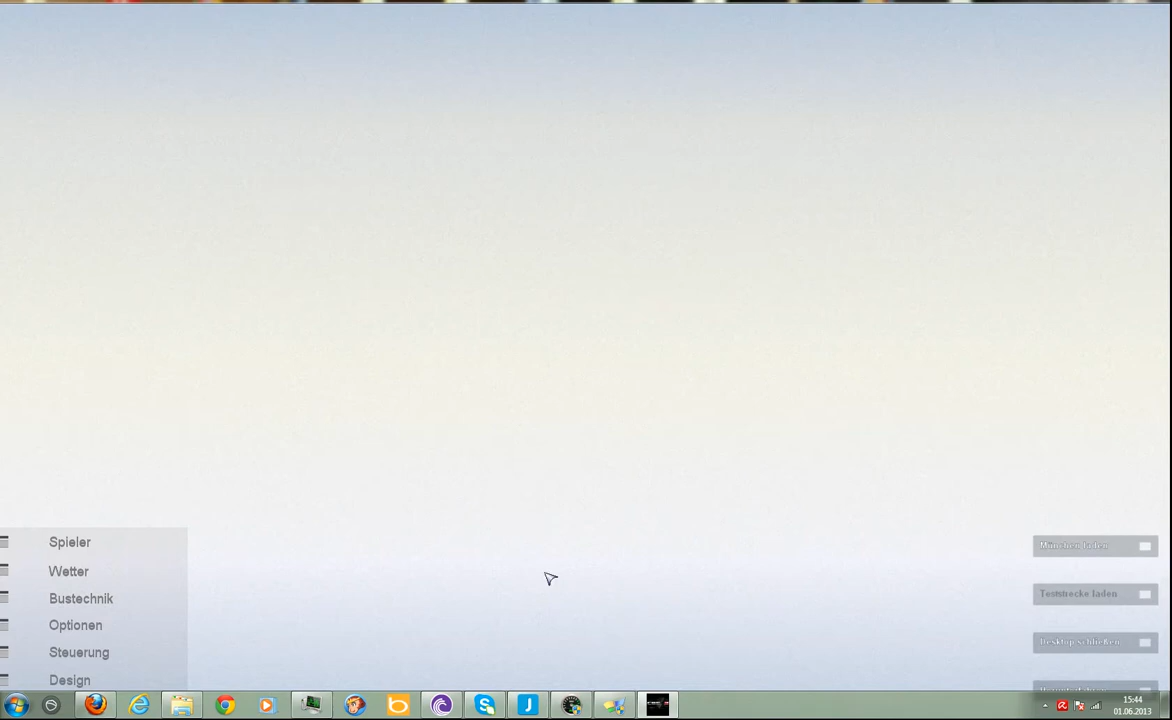 Spieler
Wetter
Bustechnik
Optionen
Steuerung
Design
München laden
Teststrecke laden
Desktop schließen
15:44
01.06.2013